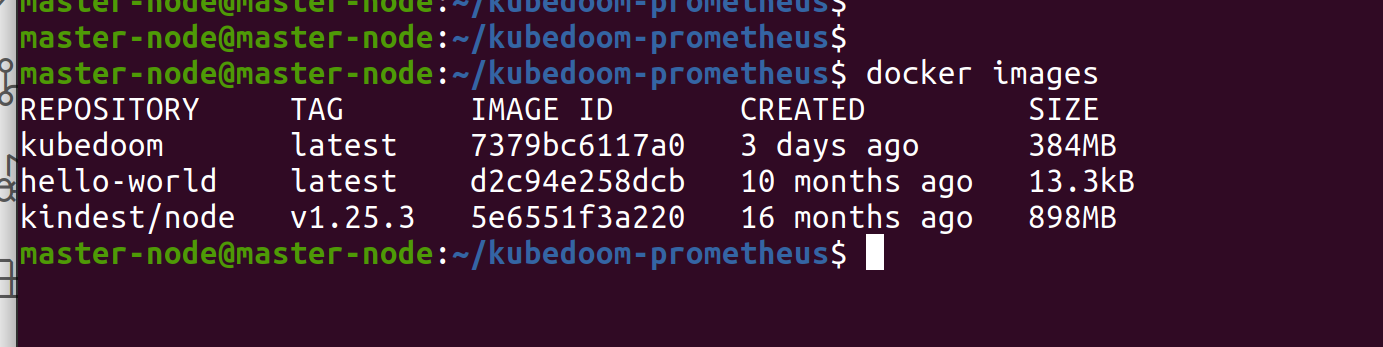 master-node@master-node:~/kubedoom-prometheus$
master-node@master-node:~/kubedoom-prometheus$
master-node@master-node:~/kubedoom-prometheus$ docker images
REPOSITORY     TAG       IMAGE ID       CREATED         SIZE
kubedoom       latest    7379bc6117a0   3 days ago      384MB
hello-world    latest    d2c94e258dcb   10 months ago   13.3kB
kindest/node   v1.25.3   5e6551f3a220   16 months ago   898MB
master-node@master-node:~/kubedoom-prometheus$